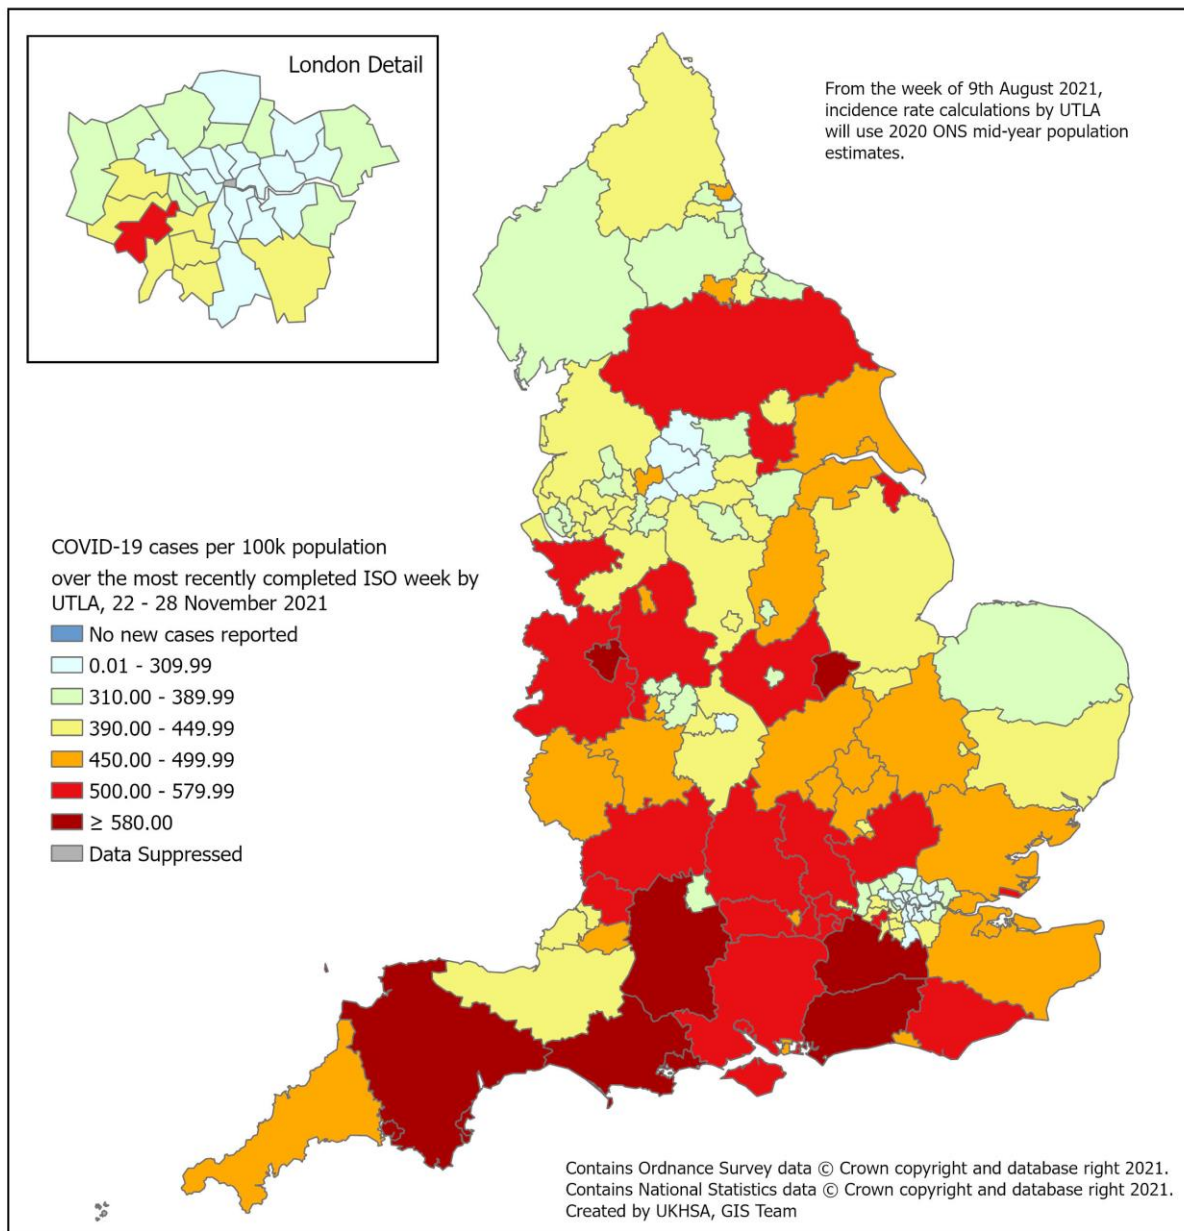 London Detail
From the week of 9th August 2021,
incidence rate calculations by UTLA
will use 2020 ONS mid-year population
estimates.
COVID-19 cases per 100k population
over the most recently completed ISO week by
UTLA, 22 - 28 November 2021
No new cases reported
0.01 - 309.99
310.00 - 389.99
390.00 - 449.99
450.00 - 499.99
500.00 - 579.99
≥ 580.00
Data Suppressed
Contains Ordnance Survey data © Crown copyright and database right 2021.
Contains National Statistics data © Crown copyright and database right 2021.
Created by UKHSA, GIS Team